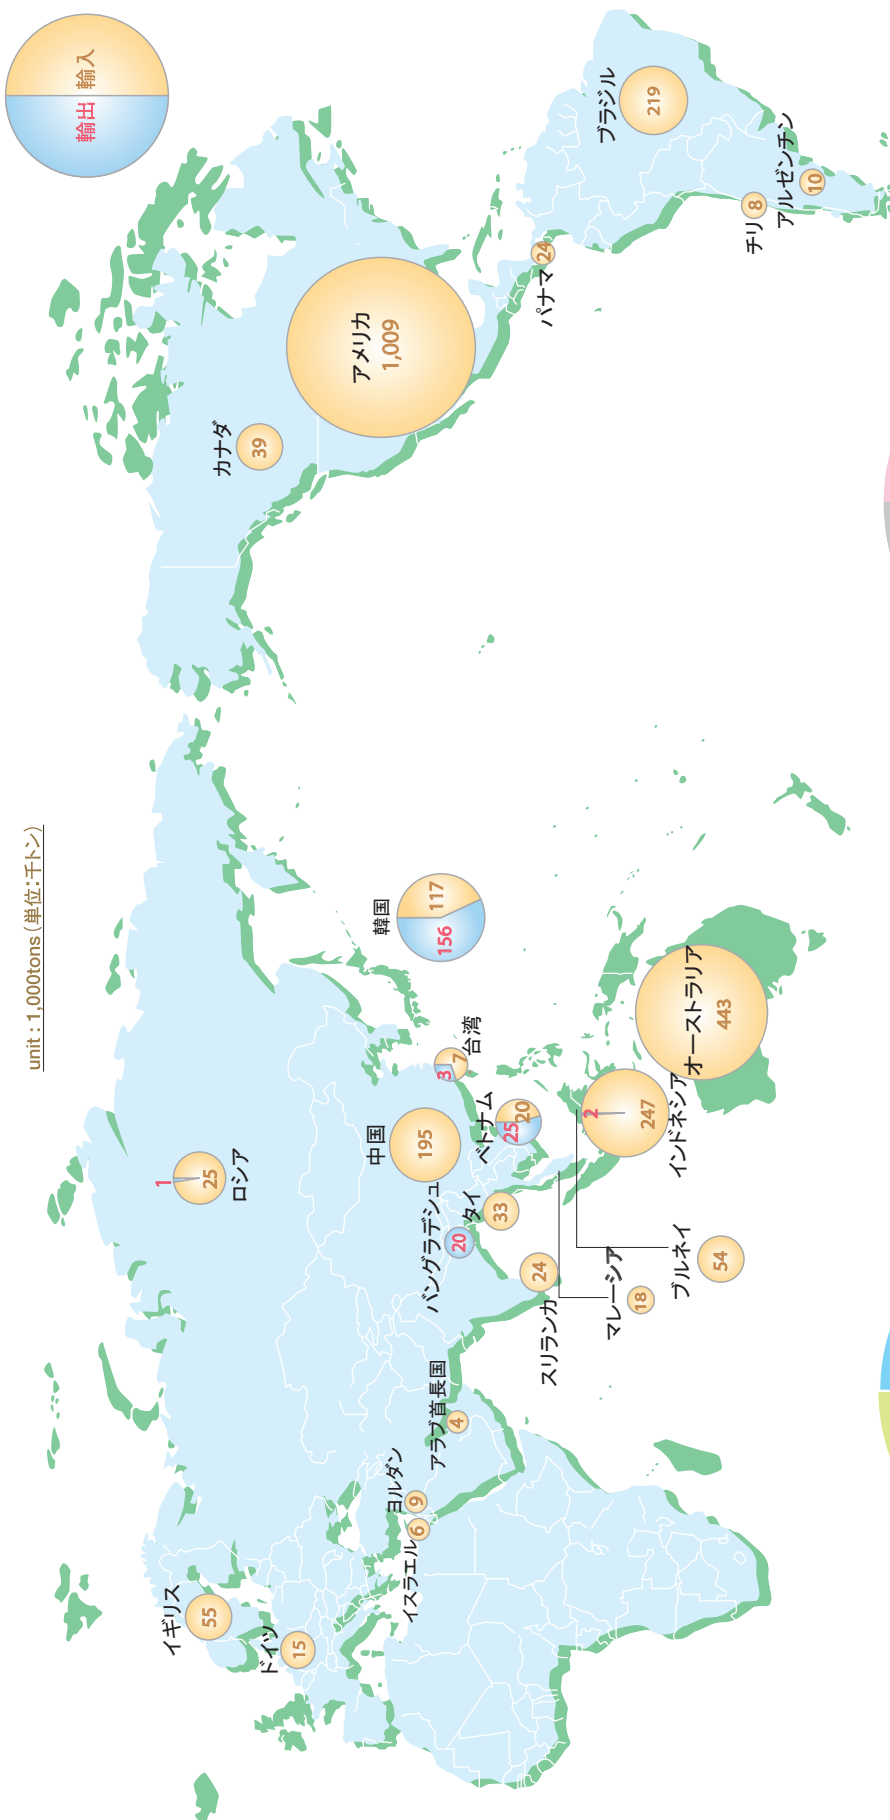 unit : 1,000tons (単位:千トン)
輸出 輸入
イギリス
55
ドイツ
15
イスラエル
6
ヨルダン
9
アラブ首長国
4
ロシア
1
25
中国
195
バングラデシュ
20
タイ
33
スリランカ
24
マレーシア
18
ブルネイ
54
ベトナム
25
20
台湾
3
7
韓国
156
117
インドネシア
2
247
オーストラリア
443
カナダ
39
アメリカ
1,009
パナマ
24
ブラジル
219
チリ
8
アルゼンチン
10